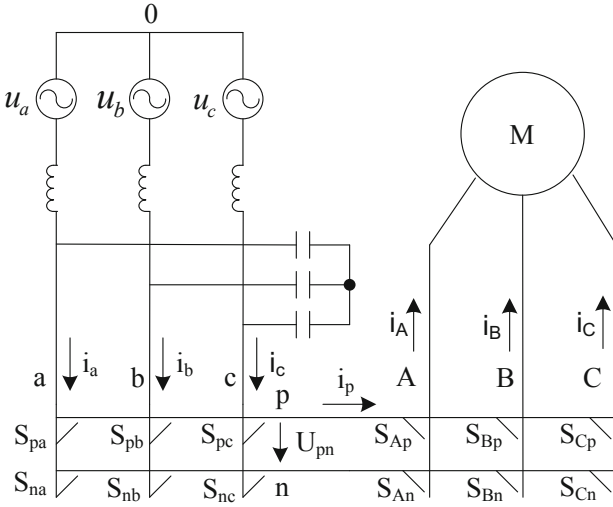 0
u_a u_b u_c M
i_A i_B i_C
a i_a b i_b c i_c p i_p A B C
S_pa S_pb S_pc U_pn S_Ap S_Bp S_Cp
S_na S_nb S_nc n S_An S_Bn S_Cn